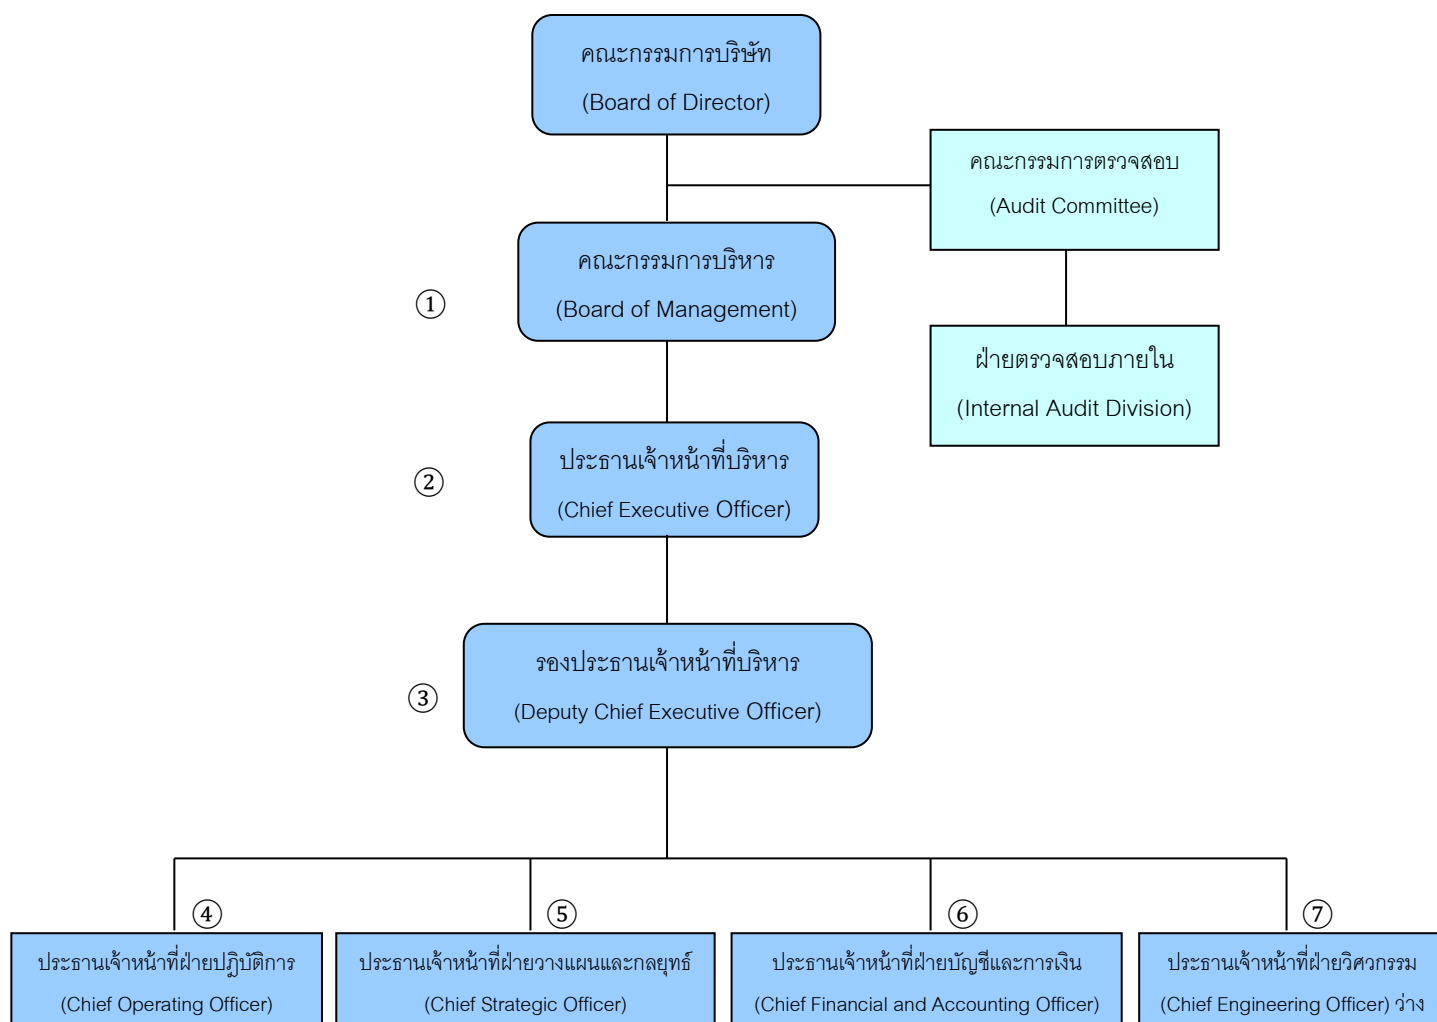 คณะกรรมการบริษัท
(Board of Director)
คณะกรรมการตรวจสอบ
(Audit Committee)
①
คณะกรรมการบริหาร
(Board of Management)
ฝ่ายตรวจสอบภายใน
(Internal Audit Division)
②
ประธานเจ้าหน้าที่บริหาร
(Chief Executive Officer)
③
รองประธานเจ้าหน้าที่บริหาร
(Deputy Chief Executive Officer)
④
ประธานเจ้าหน้าที่ฝ่ายปฎิบัติการ
(Chief Operating Officer)
⑤
ประธานเจ้าหน้าที่ฝ่ายวางแผนและกลยุทธ์
(Chief Strategic Officer)
⑥
ประธานเจ้าหน้าที่ฝ่ายบัญชีและการเงิน
(Chief Financial and Accounting Officer)
⑦
ประธานเจ้าหน้าที่ฝ่ายวิศวกรรม
(Chief Engineering Officer) ว่าง